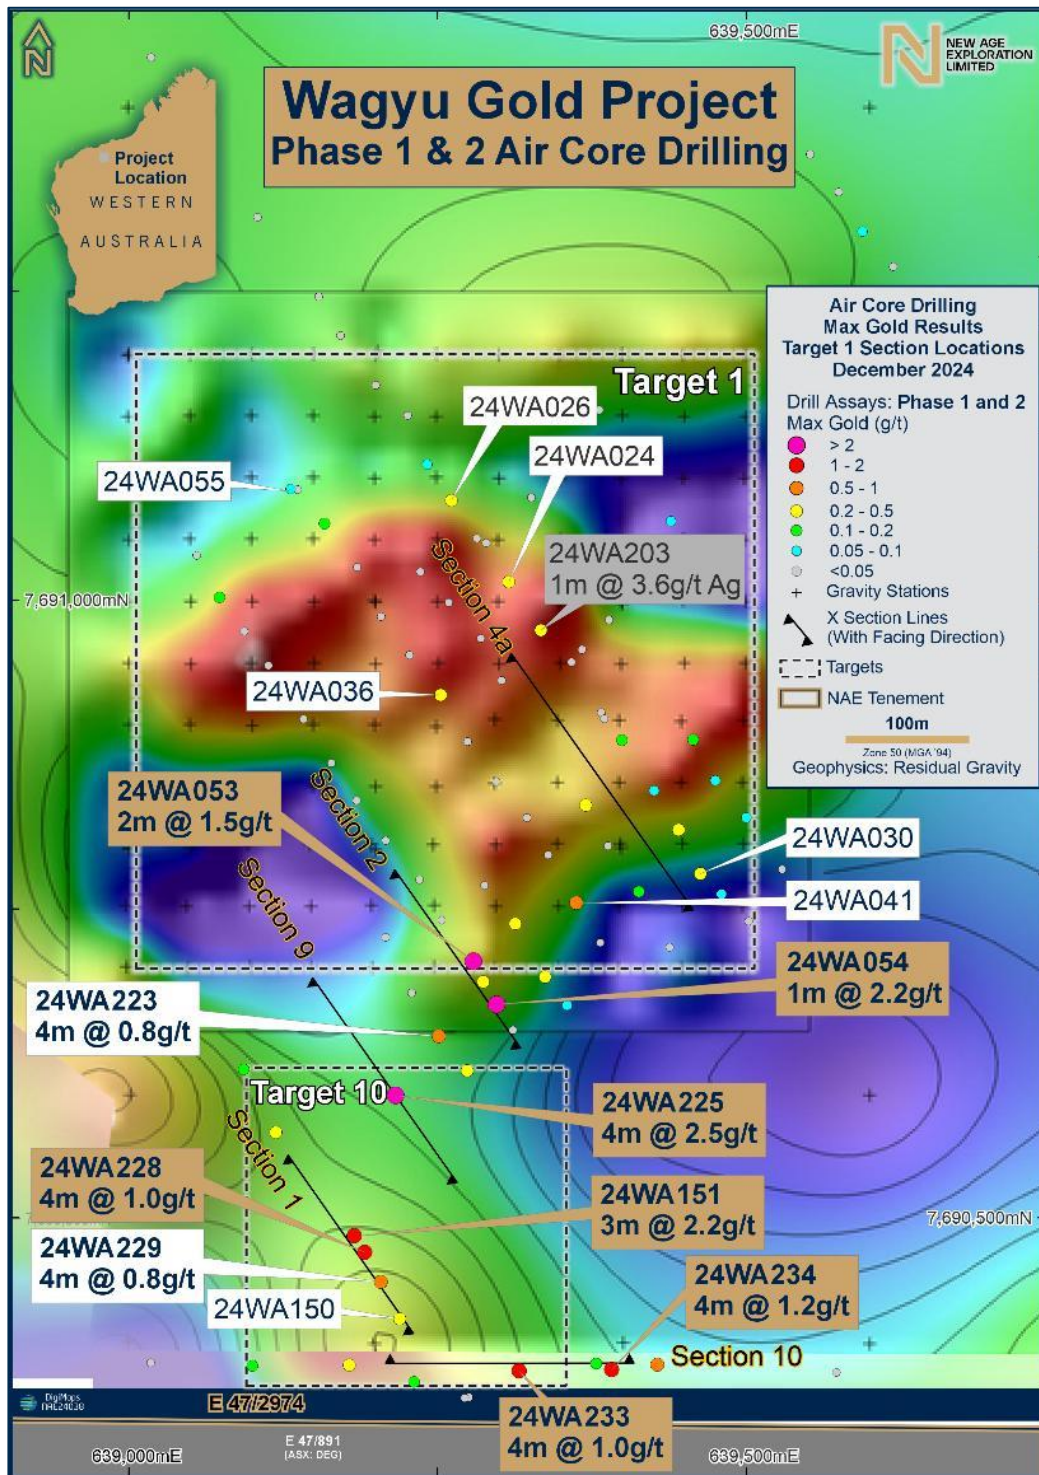 639,500mE
N
NEW AGE
EXPLORATION
LIMITED
Wagyu Gold Project
Phase 1 & 2 Air Core Drilling
Project
Location
WESTERN
AUSTRALIA
Air Core Drilling
Max Gold Results
Target 1 Section Locations
December 2024
Drill Assays: Phase 1 and 2
Max Gold (g/t)
> 2
1 - 2
0.5 - 1
0.2 - 0.5
0.1 - 0.2
0.05 - 0.1
<0.05
Gravity Stations
X Section Lines
(With Facing Direction)
Targets
NAE Tenement
100m
Zone 50 (MGA '94)
Geophysics: Residual Gravity
Target 1
24WA026
24WA024
24WA055
24WA203
1m @ 3.6g/t Ag
Section 4a
7,691,000mN
24WA036
24WA053
2m @ 1.5g/t
Section 2
24WA030
24WA041
Section 9
24WA054
1m @ 2.2g/t
24WA223
4m @ 0.8g/t
Target 10
24WA225
4m @ 2.5g/t
Section 1
24WA228
4m @ 1.0g/t
24WA151
3m @ 2.2g/t
7,690,500mN
24WA229
4m @ 0.8g/t
24WA234
4m @ 1.2g/t
24WA150
Section 10
DigiMaps
E 47/2974
24WA233
4m @ 1.0g/t
E 47/891
(ASX: DEG)
639,000mE
639,500mE